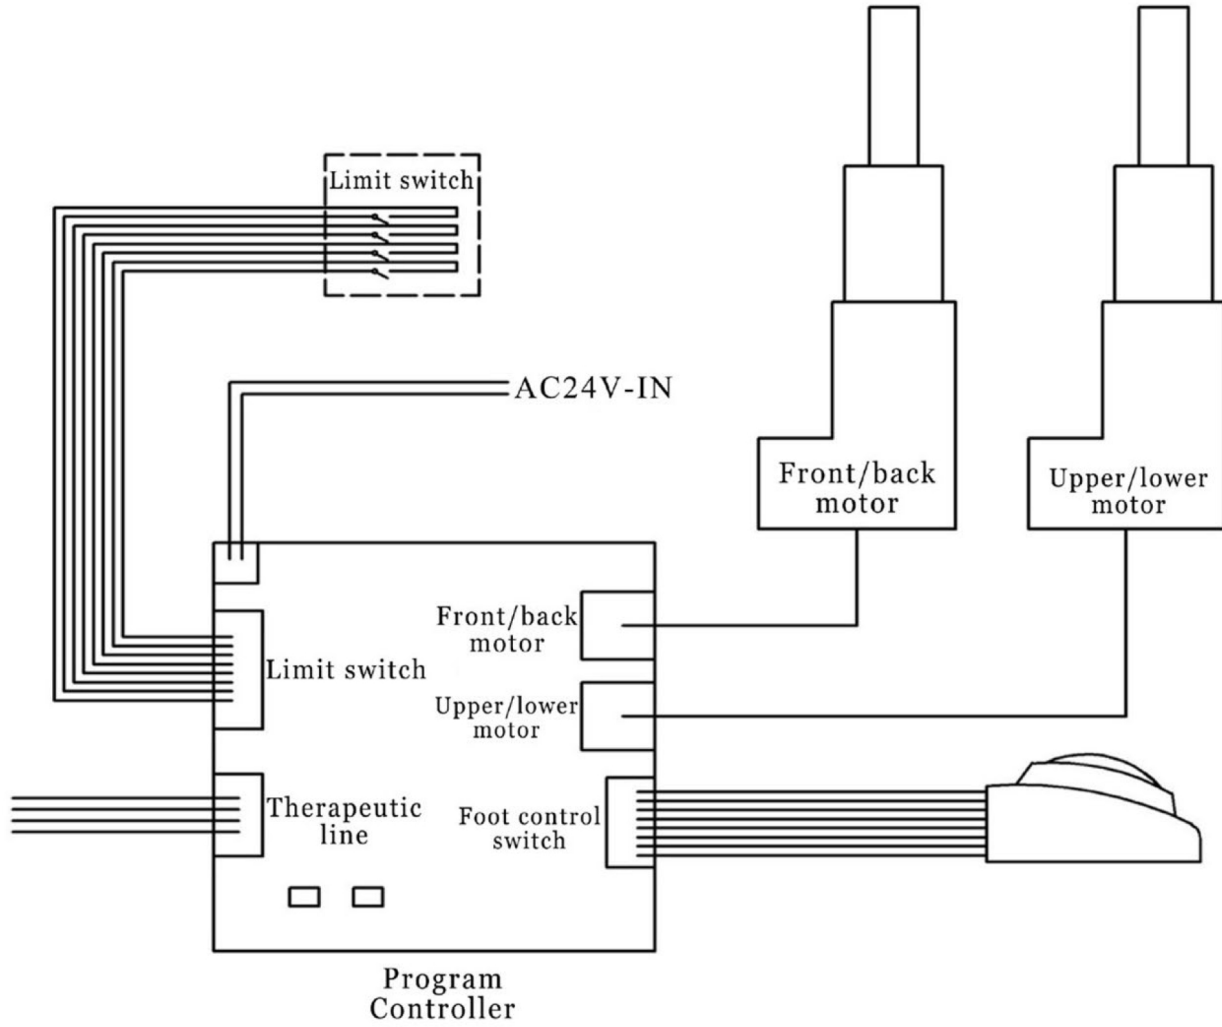 Limit switch
AC24V-IN
Front/back
motor
Upper/lower
motor
Front/back
motor
Limit switch
Upper/lower
motor
Therapeutic
line
Foot control
switch
Program
Controller